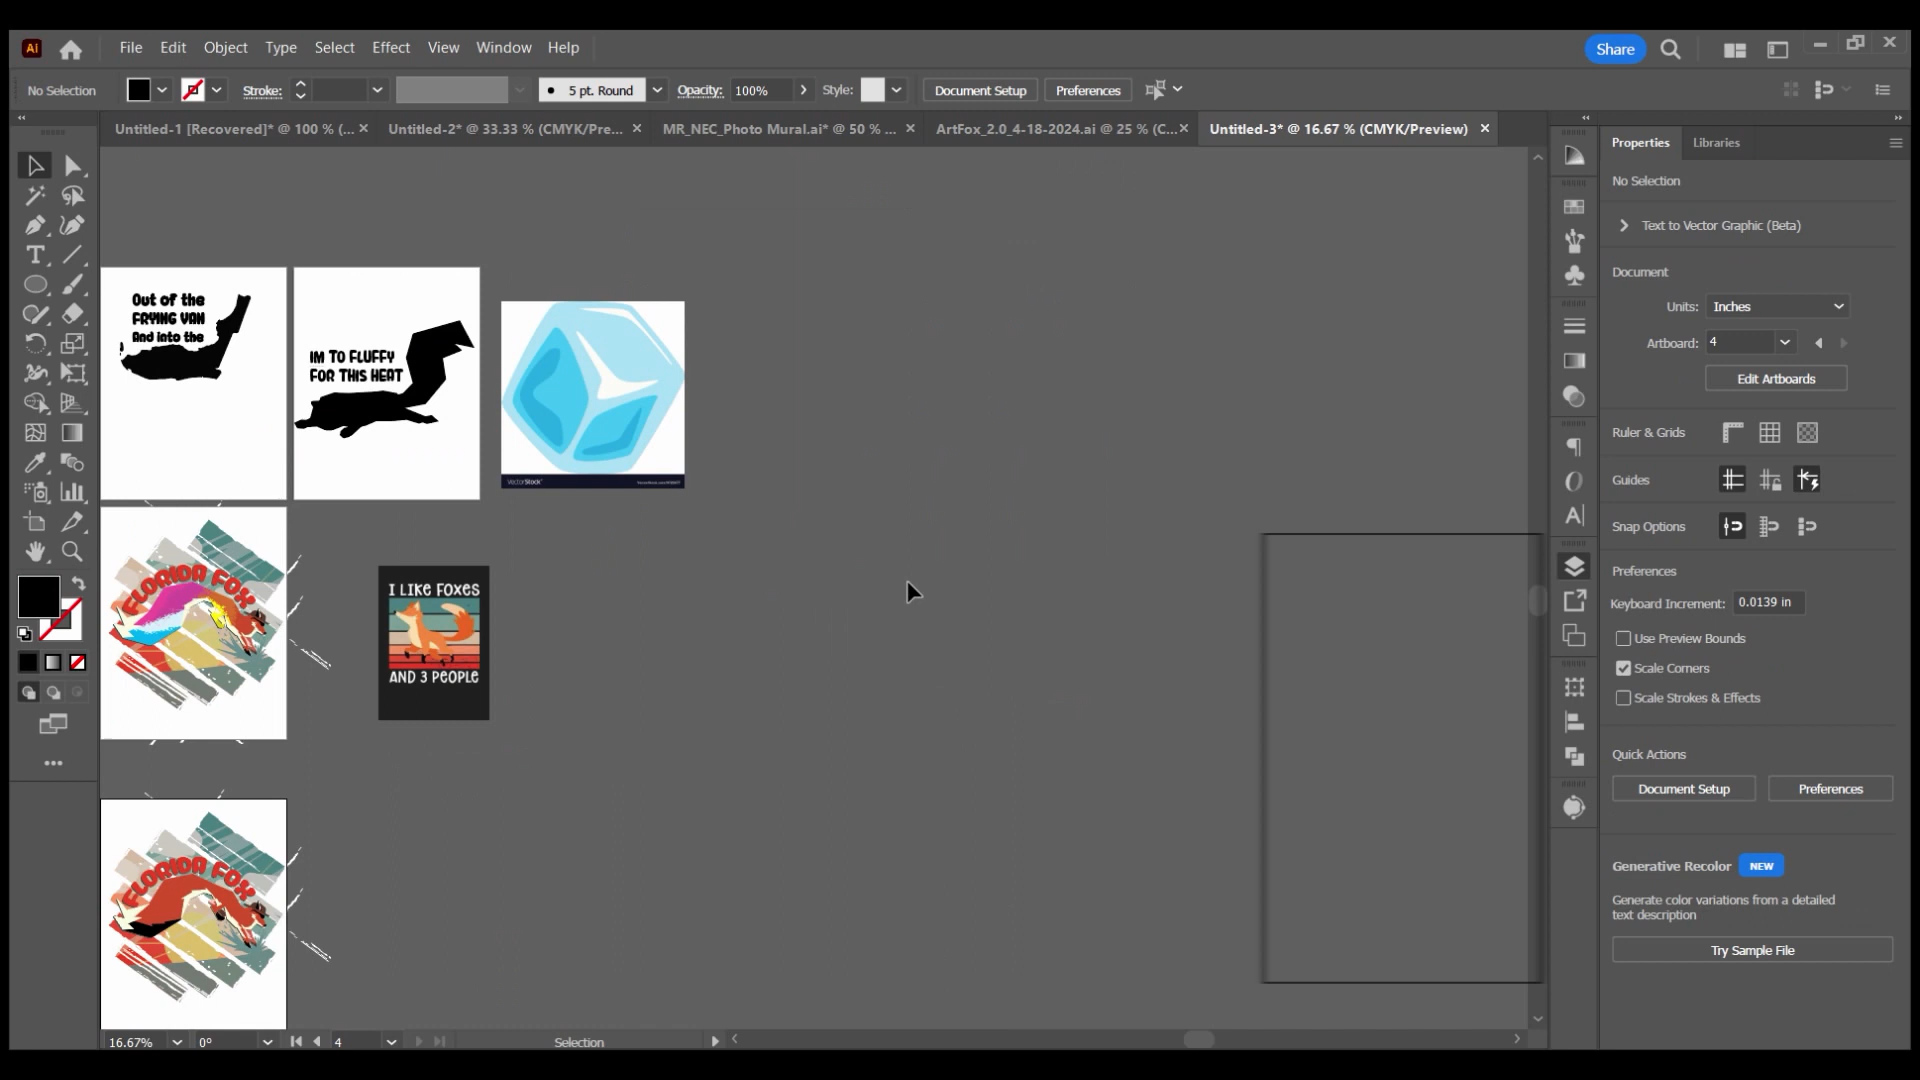 Ai
File Edit Object Type Select Effect View Window Help
Share
No Selection
Stroke:
5 pt. Round
Opacity: 100%
Style:
Document Setup
Preferences
Untitled-1 [Recovered]* @ 100 % (...
Untitled-2* @ 33.33 % (CMYK/Pre...
MR_NEC_Photo Mural.ai* @ 50 % ...
ArtFox_2.0_4-18-2024.ai @ 25 % (C...
Untitled-3* @ 16.67 % (CMYK/Preview)
Out of the
FRYING VAN
And into the
IM TO FLUFFY
FOR THIS HEAT
VectorStock
FLORIDA FOX
I LIKE FOXES
AND 3 PEOPLE
FLORIDA FOX
16.67%
0°
4
Selection
Properties
Libraries
No Selection
Text to Vector Graphic (Beta)
Document
Units: Inches
Artboard: 4
Edit Artboards
Ruler & Grids
Guides
Snap Options
Preferences
Keyboard Increment: 0.0139 in
Use Preview Bounds
Scale Corners
Scale Strokes & Effects
Quick Actions
Document Setup
Preferences
Generative Recolor NEW
Generate color variations from a detailed
text description
Try Sample File